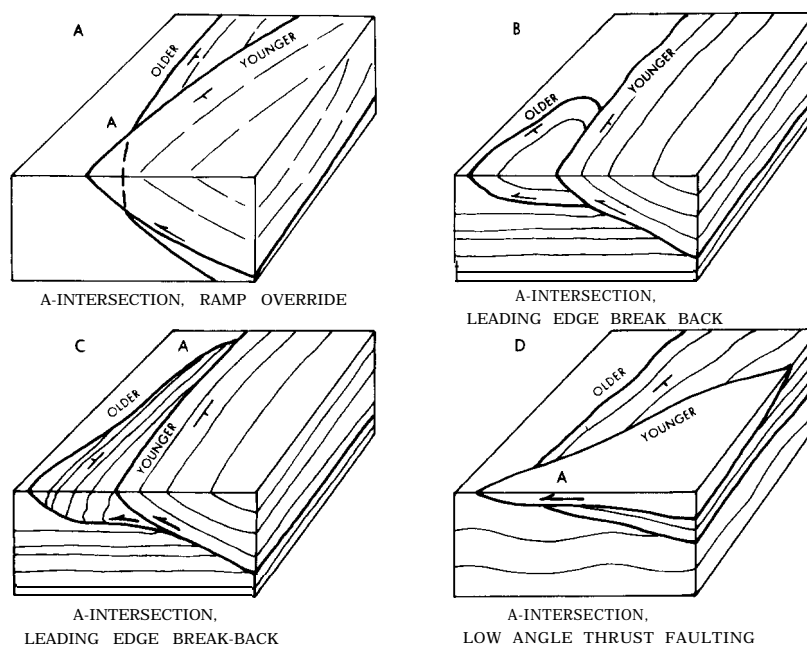 A
OLDER
YOUNGER
A
A-INTERSECTION, RAMP OVERRIDE
B
OLDER
YOUNGER
A-INTERSECTION,
LEADING EDGE BREAK BACK
C
A
OLDER
YOUNGER
A-INTERSECTION,
LEADING EDGE BREAK-BACK
D
OLDER
YOUNGER
A
A-INTERSECTION,
LOW ANGLE THRUST FAULTING